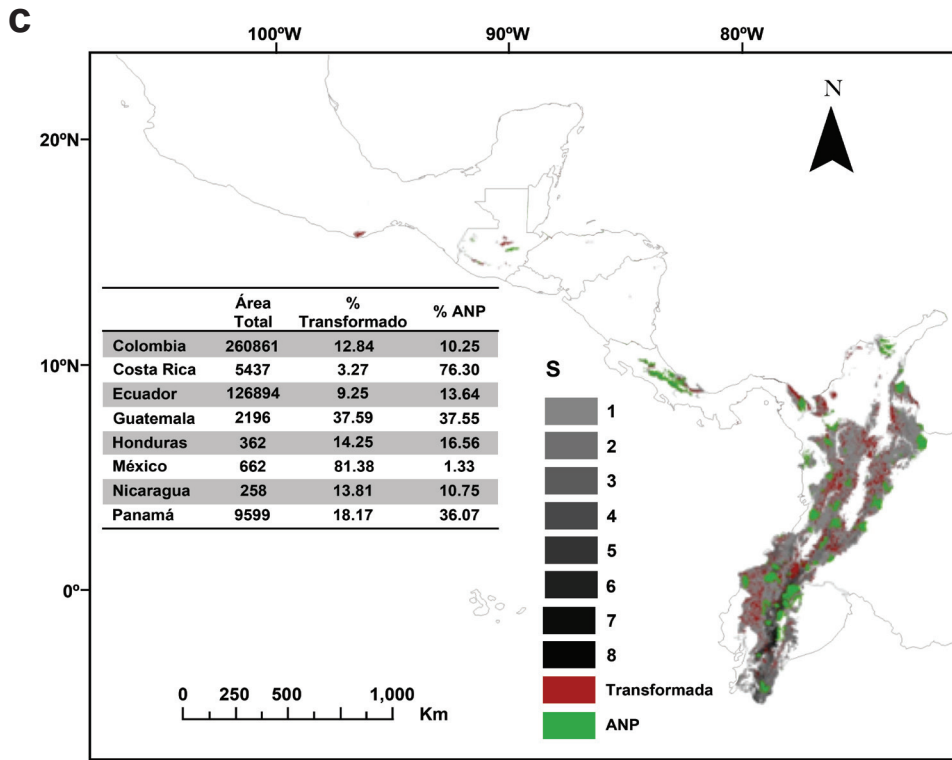 C
100ºW 90ºW 80ºW
N
20ºN
10ºN
0º
Área Total % Transformado % ANP
Colombia 260861 12.84 10.25
Costa Rica 5437 3.27 76.30
Ecuador 126894 9.25 13.64
Guatemala 2196 37.59 37.55
Honduras 362 14.25 16.56
México 662 81.38 1.33
Nicaragua 258 13.81 10.75
Panamá 9599 18.17 36.07
S
1
2
3
4
5
6
7
8
Transformada
ANP
0 250 500 1,000
Km